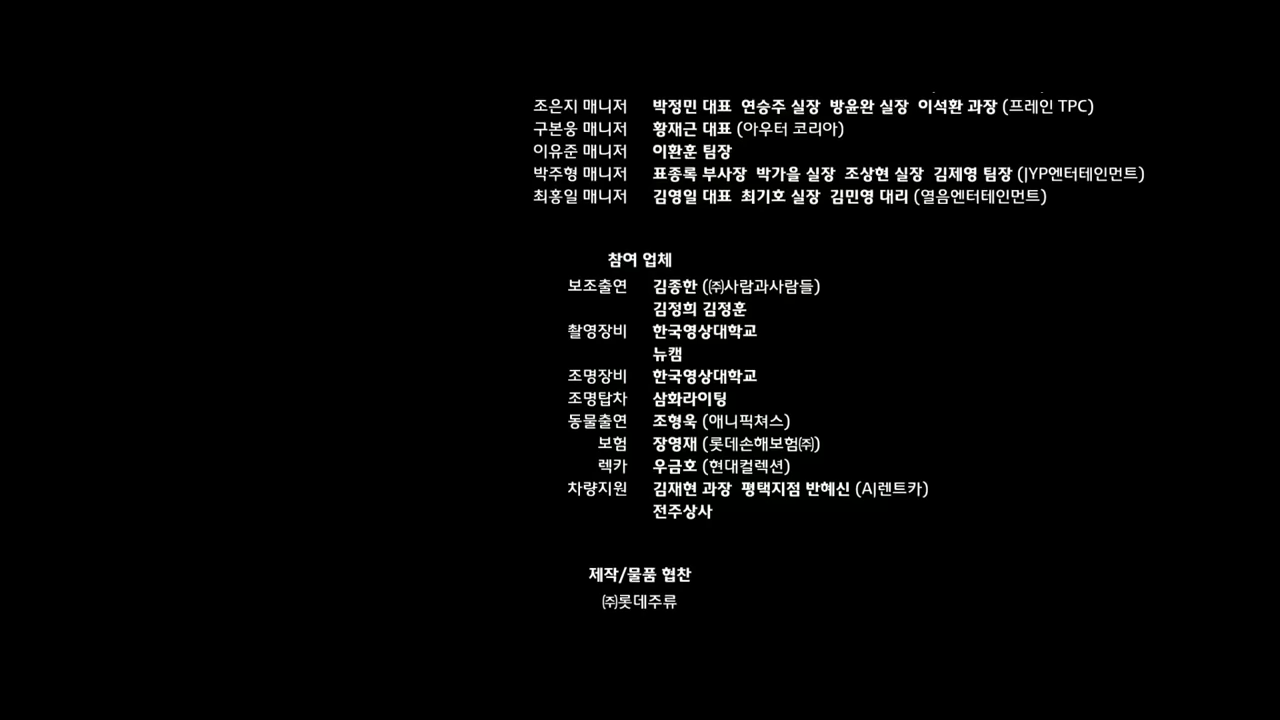 조은지 매니저 박정민 대표 연승주 실장 방윤완 실장 이석환 과장 (프레인 TPC)
구본웅 매니저 황재근 대표 (아우터 코리아)
이유준 매니저 이환훈 팀장
박주형 매니저 표종록 부사장 박가을 실장 조상현 실장 김제영 팀장 (JYP엔터테인먼트)
최홍일 매니저 김영일 대표 최기호 실장 김민영 대리 (열음엔터테인먼트)
참여 업체
보조출연 김종한 (㈜사람과사람들)
김정희 김정훈
촬영장비 한국영상대학교
뉴캠
조명장비 한국영상대학교
조명탑차 삼화라이팅
동물출연 조형욱 (애니픽쳐스)
보험 장영재 (롯데손해보험㈜)
렉카 우금호 (현대컬렉션)
차량지원 김재현 과장 평택지점 반혜신 (AJ렌트카)
전주상사
제작/물품 협찬
㈜롯데주류